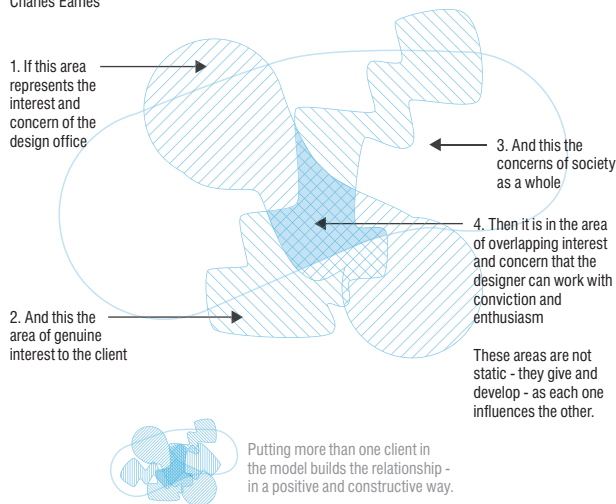 Charles Eames
1. If this area
represents the
interest and
concern of the
design office
3. And this the
concerns of society
as a whole
4. Then it is in the area
of overlapping interest
and concern that the
designer can work with
conviction and
enthusiasm
2. And this the
area of genuine
interest to the client
These areas are not
static - they give and
develop - as each one
influences the other.
Putting more than one client in
the model builds the relationship -
in a positive and constructive way.